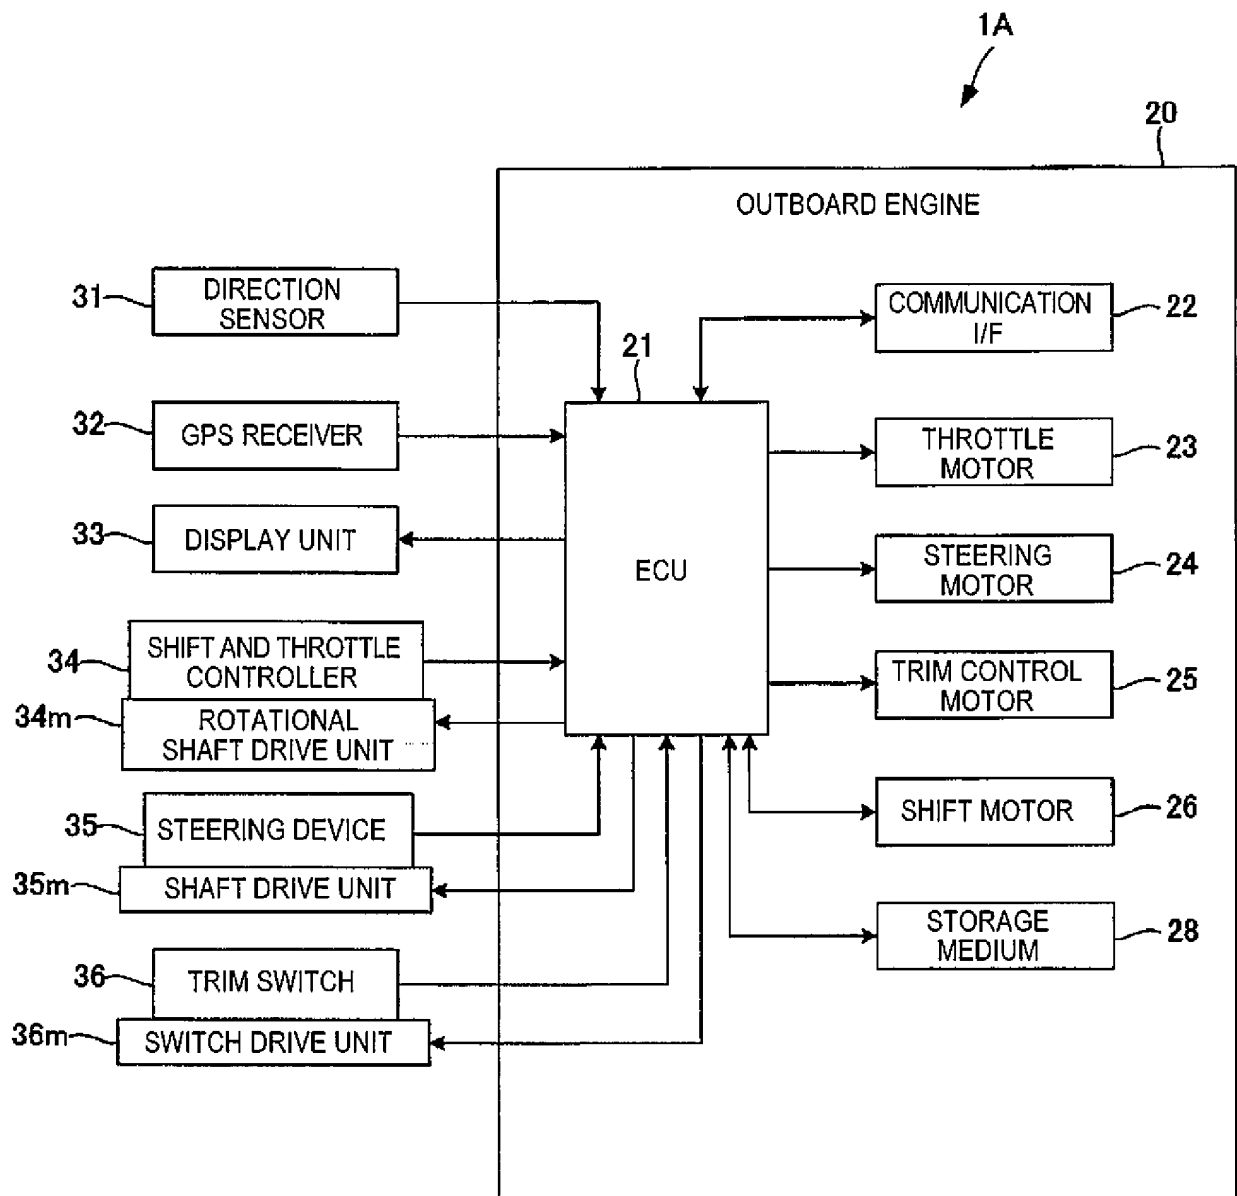 1A
20
OUTBOARD ENGINE
31
DIRECTION
SENSOR
COMMUNICATION
I/F
22
21
32
GPS RECEIVER
THROTTLE
MOTOR
23
33
DISPLAY UNIT
ECU
STEERING
MOTOR
24
34
SHIFT AND THROTTLE
CONTROLLER
TRIM CONTROL
MOTOR
25
34m
ROTATIONAL
SHAFT DRIVE UNIT
35
STEERING DEVICE
SHIFT MOTOR
26
35m
SHAFT DRIVE UNIT
STORAGE
MEDIUM
28
36
TRIM SWITCH
36m
SWITCH DRIVE UNIT